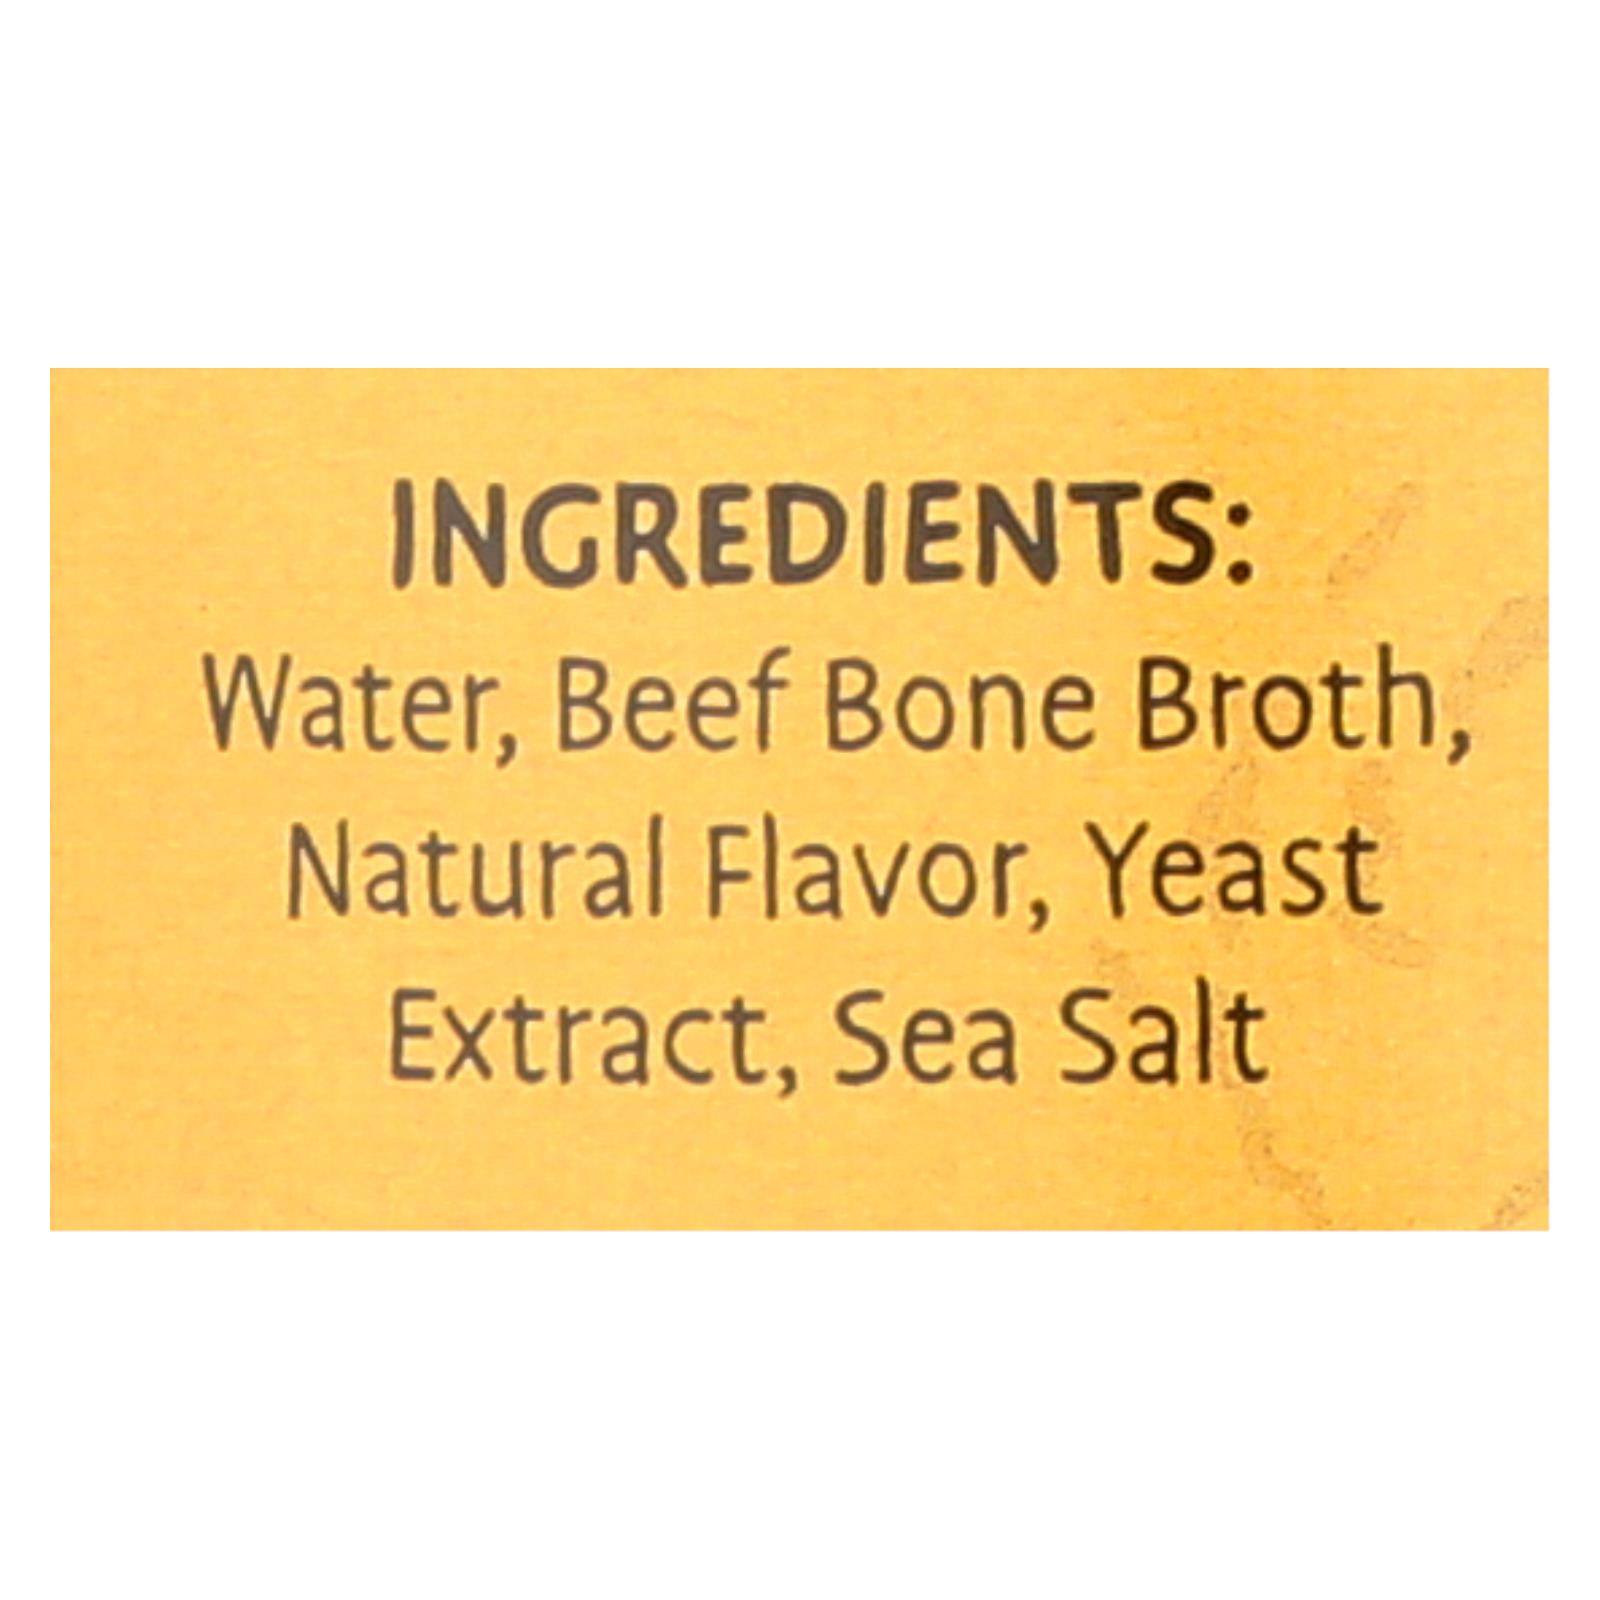 INGREDIENTS:
Water, Beef Bone Broth,
Natural Flavor, Yeast
Extract, Sea Salt